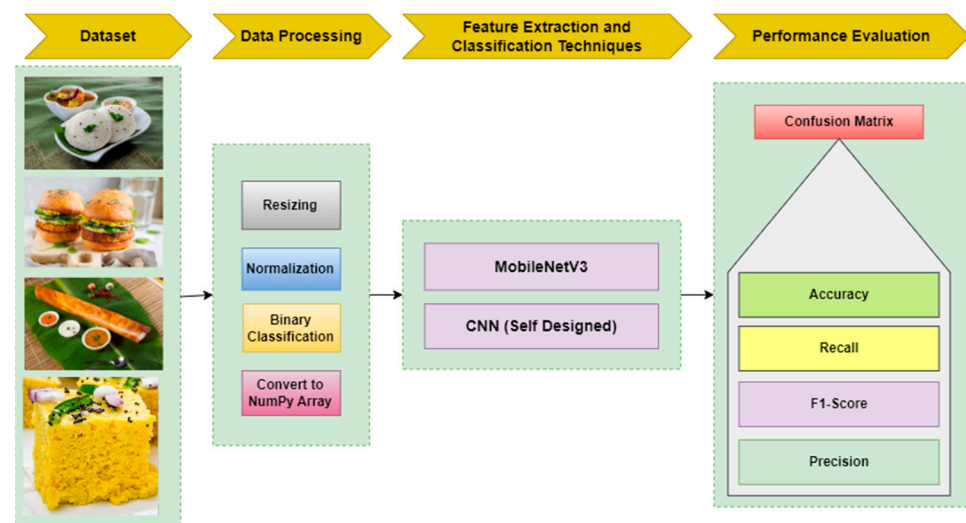 Dataset
Data Processing
Feature Extraction and
Classification Techniques
Performance Evaluation
Resizing
Normalization
Binary
Classification
Convert to
NumPy Array
MobileNetV3
CNN (Self Designed)
Confusion Matrix
Accuracy
Recall
F1-Score
Precision